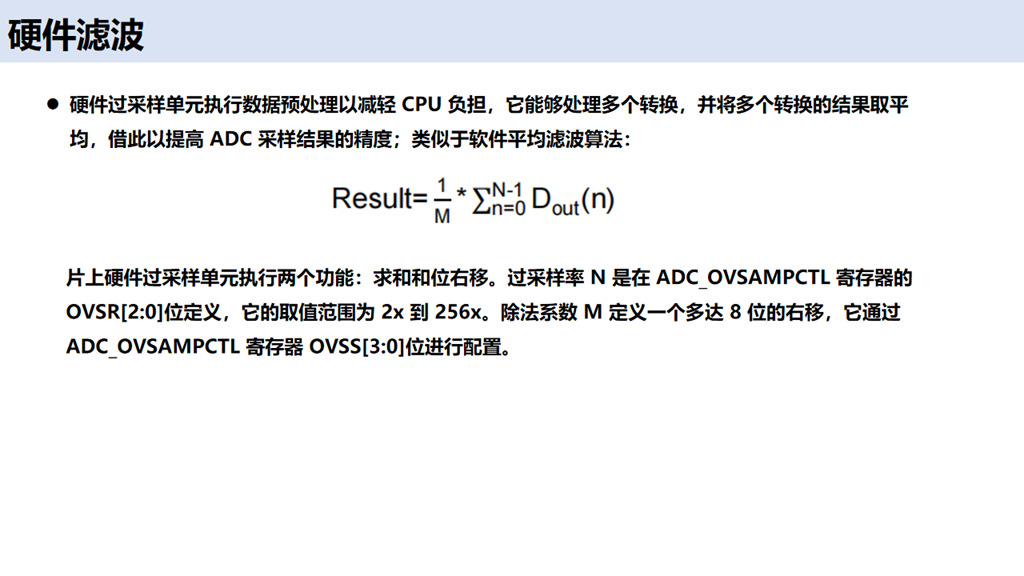 硬件滤波
● 硬件过采样单元执行数据预处理以减轻 CPU 负担，它能够处理多个转换，并将多个转换的结果取平
均，借此以提高 ADC 采样结果的精度；类似于软件平均滤波算法：
Result= 1/M * ∑_{n=0}^{N-1} D_{out}(n)
片上硬件过采样单元执行两个功能：求和和位右移。过采样率 N 是在 ADC_OVSAMPCTL 寄存器的
OVSR[2:0]位定义，它的取值范围为 2x 到 256x。除法系数 M 定义一个多达 8 位的右移，它通过
ADC_OVSAMPCTL 寄存器 OVSS[3:0]位进行配置。